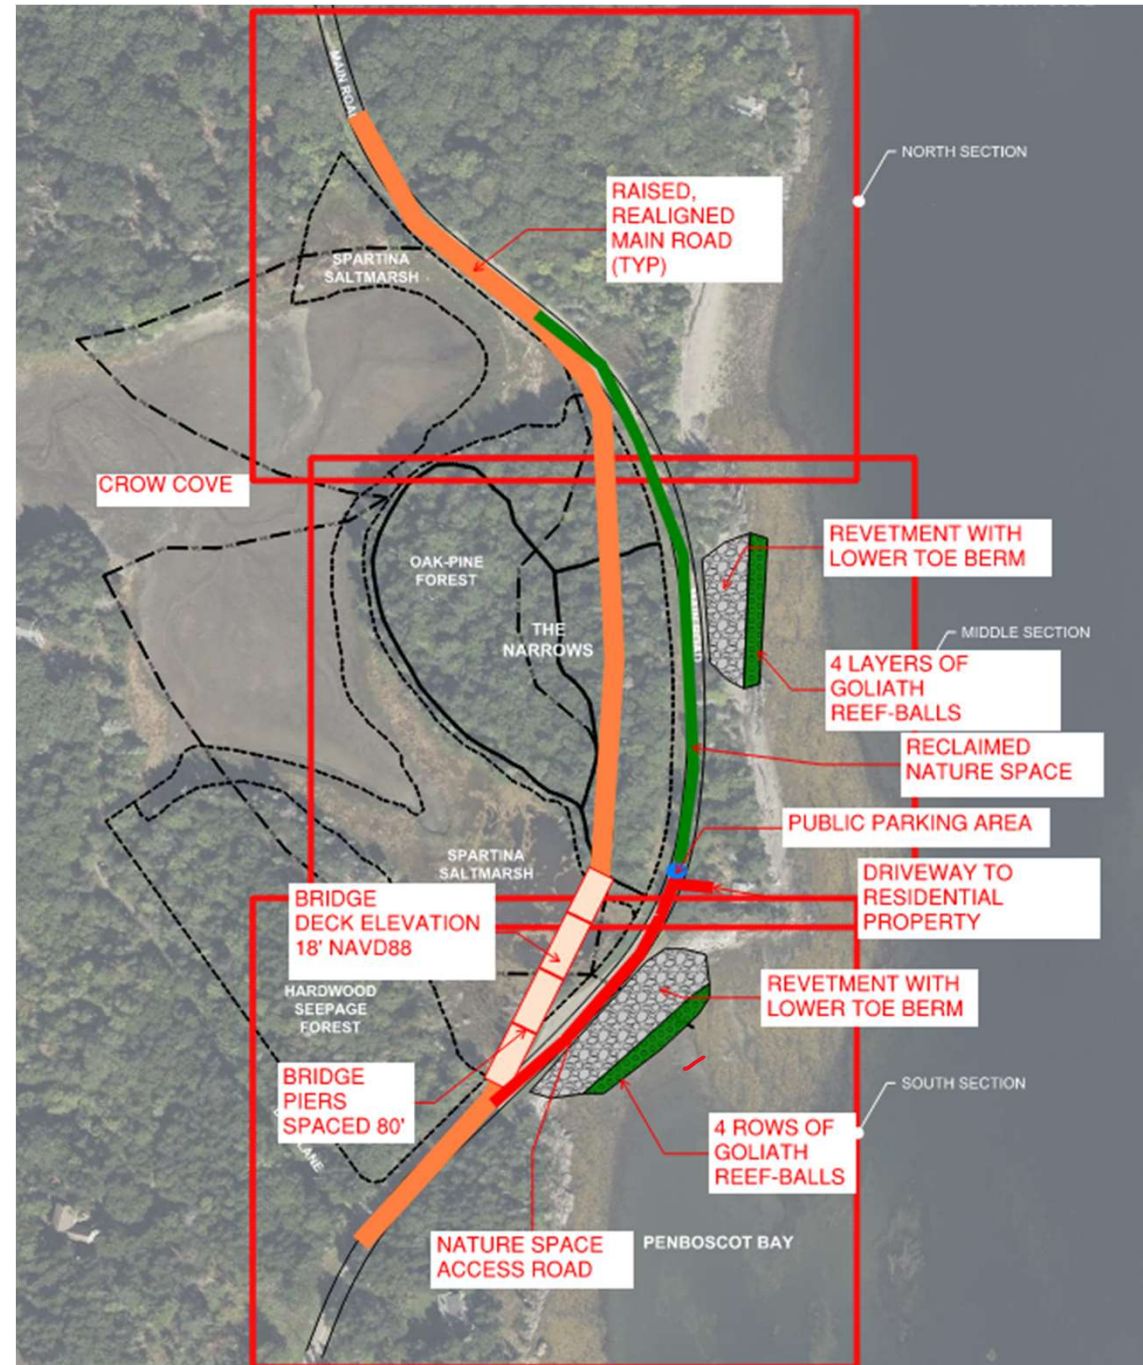 MAIN ROAD
NORTH SECTION
RAISED,
REALIGNED
MAIN ROAD
(TYP)
SPARTINA
SALTMARSH
CROW COVE
REVETMENT WITH
LOWER TOE BERM
OAK-PINE
FOREST
THE
NARROWS
MIDDLE SECTION
4 LAYERS OF
GOLIATH
REEF-BALLS
RECLAIMED
NATURE SPACE
PUBLIC PARKING AREA
SPARTINA
SALTMARSH
DRIVEWAY TO
RESIDENTIAL
PROPERTY
BRIDGE
DECK ELEVATION
18' NAVD88
REVETMENT WITH
LOWER TOE BERM
HARDWOOD
SEEPAGE
FOREST
BRIDGE
PIERS
SPACED 80'
SOUTH SECTION
4 ROWS OF
GOLIATH
REEF-BALLS
LANE
NATURE SPACE
ACCESS ROAD
PENBOSCOT BAY